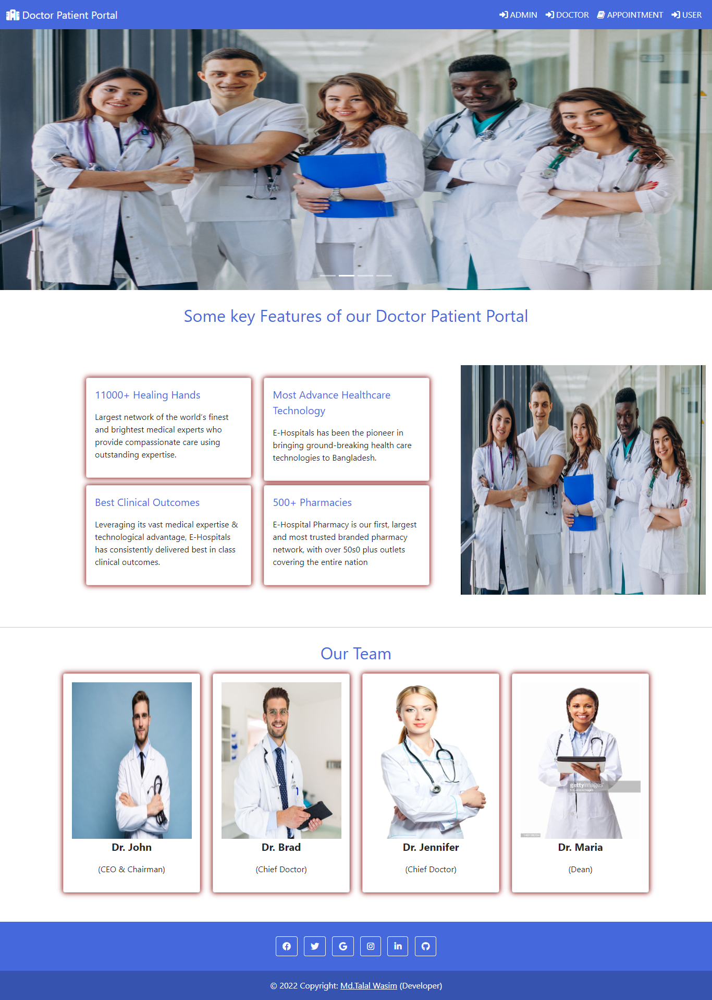 Doctor Patient Portal
ADMIN
DOCTOR
APPOINTMENT
USER
Some key Features of our Doctor Patient Portal
11000+ Healing Hands
Largest network of the world's finest
and brightest medical experts who
provide compassionate care using
outstanding expertise.
Most Advance Healthcare
Technology
E-Hospitals has been the pioneer in
bringing ground-breaking health care
technologies to Bangladesh.
Best Clinical Outcomes
Leveraging its vast medical expertise &
technological advantage, E-Hospitals
has consistently delivered best in class
clinical outcomes.
500+ Pharmacies
E-Hospital Pharmacy is our first, largest
and most trusted branded pharmacy
network, with over 50s0 plus outlets
covering the entire nation
Our Team
gettyimages
Dr. John
(CEO & Chairman)
Dr. Brad
(Chief Doctor)
Dr. Jennifer
(Chief Doctor)
Dr. Maria
(Dean)
© 2022 Copyright: Md.Talal Wasim (Developer)